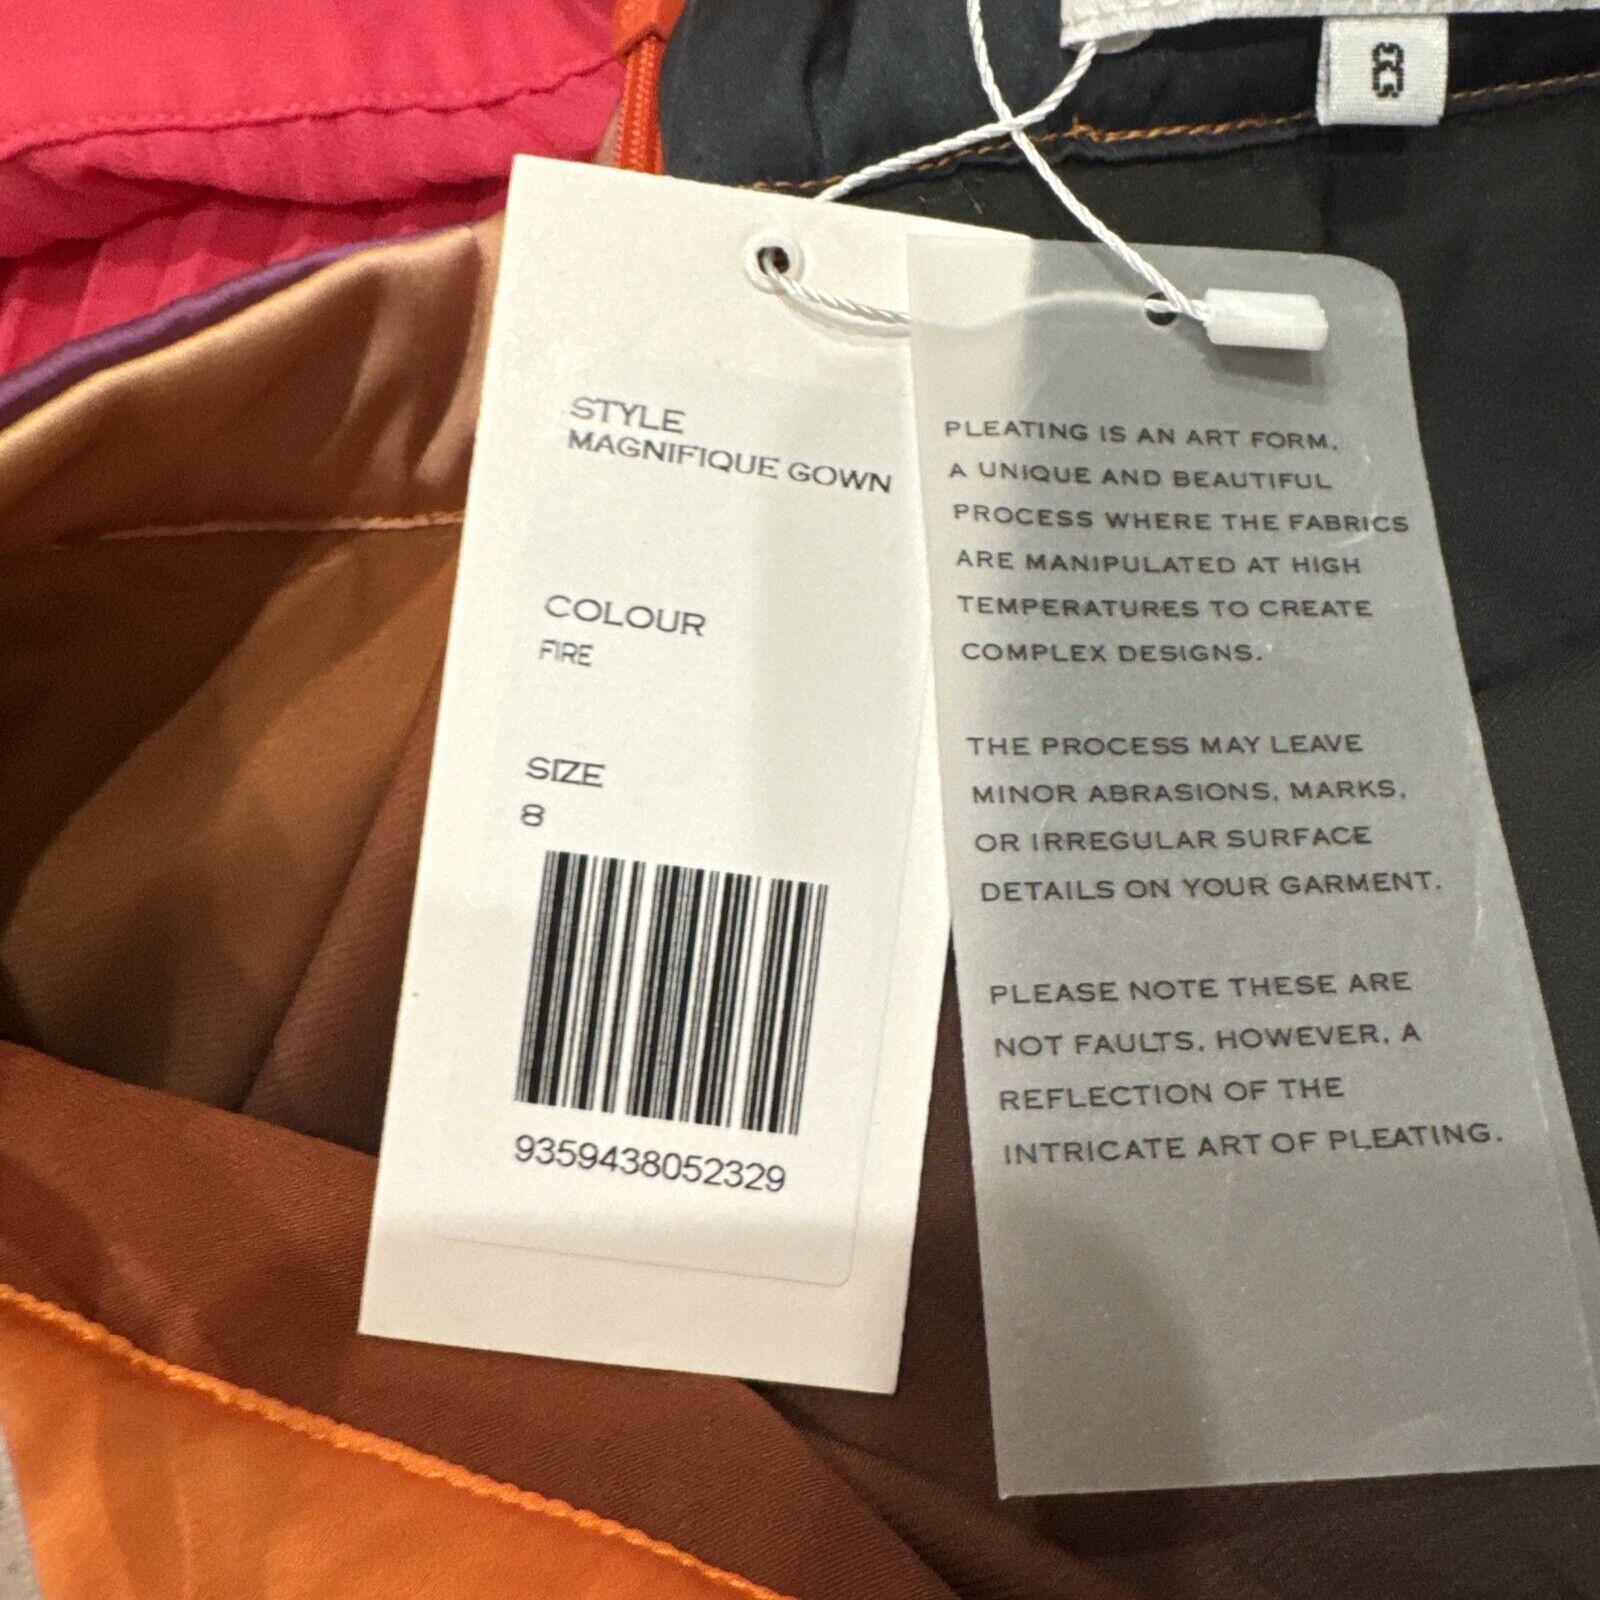 8
STYLE
MAGNIFIQUE GOWN
COLOUR
FIRE
SIZE
8
9359438052329
PLEATING IS AN ART FORM,
A UNIQUE AND BEAUTIFUL
PROCESS WHERE THE FABRICS
ARE MANIPULATED AT HIGH
TEMPERATURES TO CREATE
COMPLEX DESIGNS.
THE PROCESS MAY LEAVE
MINOR ABRASIONS, MARKS,
OR IRREGULAR SURFACE
DETAILS ON YOUR GARMENT.
PLEASE NOTE THESE ARE
NOT FAULTS, HOWEVER, A
REFLECTION OF THE
INTRICATE ART OF PLEATING.